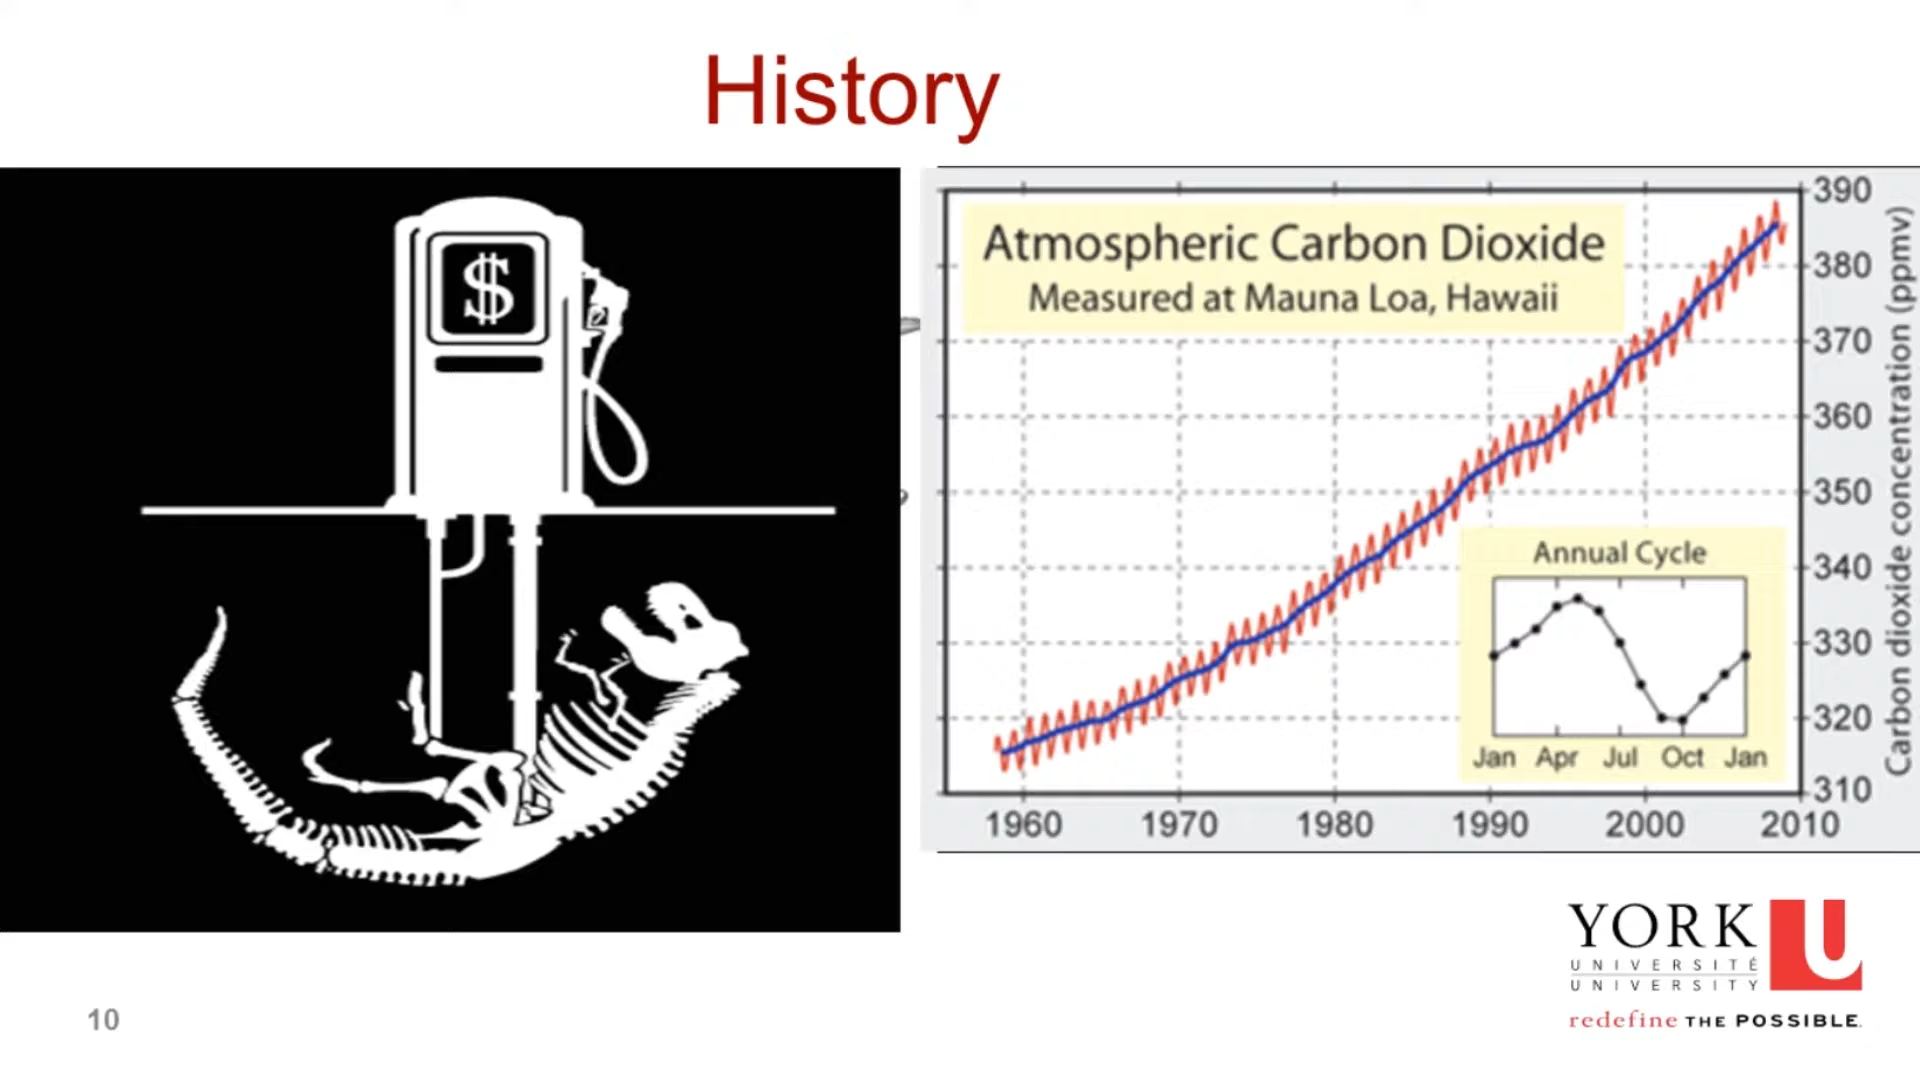 History
$
Atmospheric Carbon Dioxide
Measured at Mauna Loa, Hawaii
390
380
370
360
350
340
330
320
310
Carbon dioxide concentration (ppmv)
Annual Cycle
Jan Apr Jul Oct Jan
1960 1970 1980 1990 2000 2010
YORK U
UNIVERSITÉ
UNIVERSITY
redefine THE POSSIBLE.
10